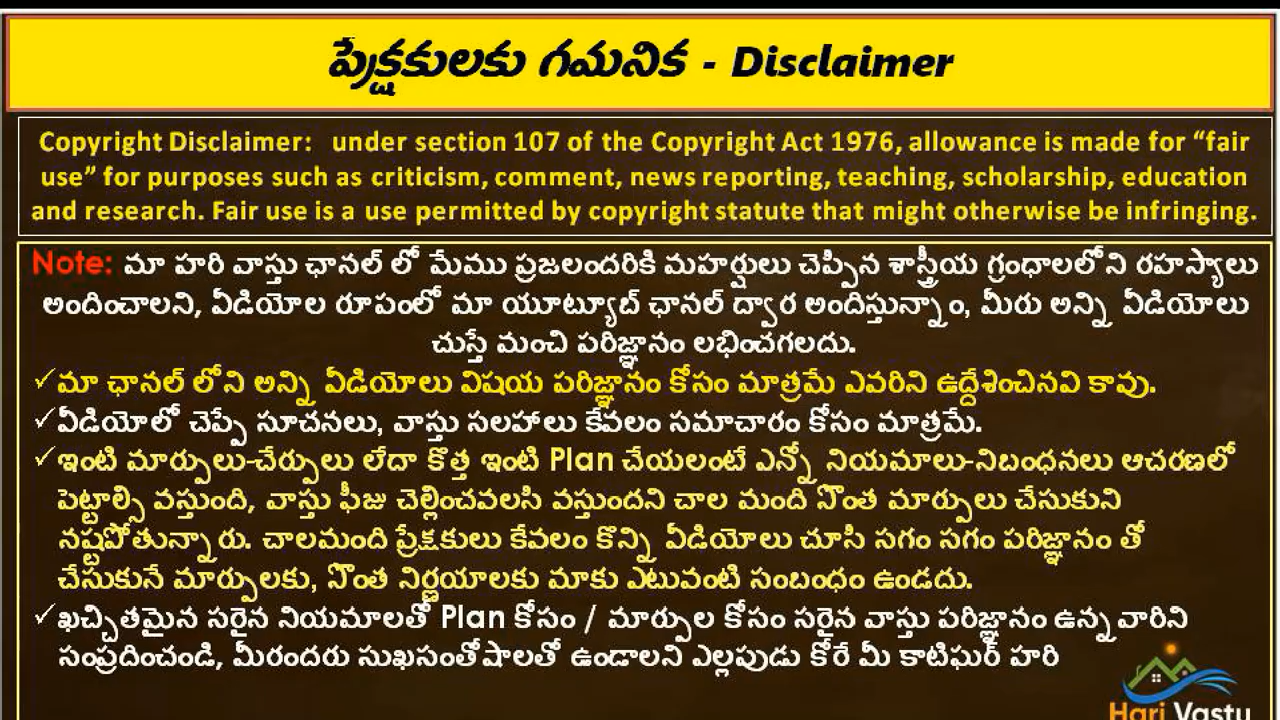 ప్రేక్షకులకు గమనిక - Disclaimer
Copyright Disclaimer: under section 107 of the Copyright Act 1976, allowance is made for “fair
use” for purposes such as criticism, comment, news reporting, teaching, scholarship, education
and research. Fair use is a use permitted by copyright statute that might otherwise be infringing.
Note: మా హరి వాస్తు ఛానల్ లో మేము ప్రజలందరికి మహర్షులు చెప్పిన శాస్త్రీయ గ్రంధాలలోని రహస్యాలు
అందించాలని, వీడియోల రూపంలో మా యూట్యూబ్ ఛానల్ ద్వార అందిస్తున్నాం, మీరు అన్ని వీడియోలు
చుస్తే మంచి పరిజ్ఞానం లభించగలదు.
✓మా ఛానల్ లోని అన్ని వీడియోలు విషయ పరిజ్ఞానం కోసం మాత్రమే ఎవరిని ఉద్దేశించినవి కావు.
✓వీడియోలో చెప్పే సూచనలు, వాస్తు సలహాలు కేవలం సమాచారం కోసం మాత్రమే.
✓ఇంటి మార్పులు-చేర్పులు లేదా కొత్త ఇంటి Plan చేయలంటే ఎన్నో నియమాలు-నిబంధనలు ఆచరణలో
పెట్టాల్సి వస్తుంది, వాస్తు ఫీజు చెల్లించవలసి వస్తుందని చాల మంది సొంత మార్పులు చేసుకుని
నష్టపోతున్నారు. చాలమంది ప్రేక్షకులు కేవలం కొన్ని వీడియోలు చూసి సగం సగం పరిజ్ఞానం తో
చేసుకునే మార్పులకు, సొంత నిర్ణయాలకు మాకు ఎటువంటి సంబంధం ఉండదు.
✓ఖచ్చితమైన సరైన నియమాలతో Plan కోసం / మార్పుల కోసం సరైన వాస్తు పరిజ్ఞానం ఉన్నవారిని
సంప్రదించండి, మీరందరు సుఖసంతోషాలతో ఉండాలని ఎల్లపుడు కోరే మీ కాటిఘర్ హరి
Hari Vastu